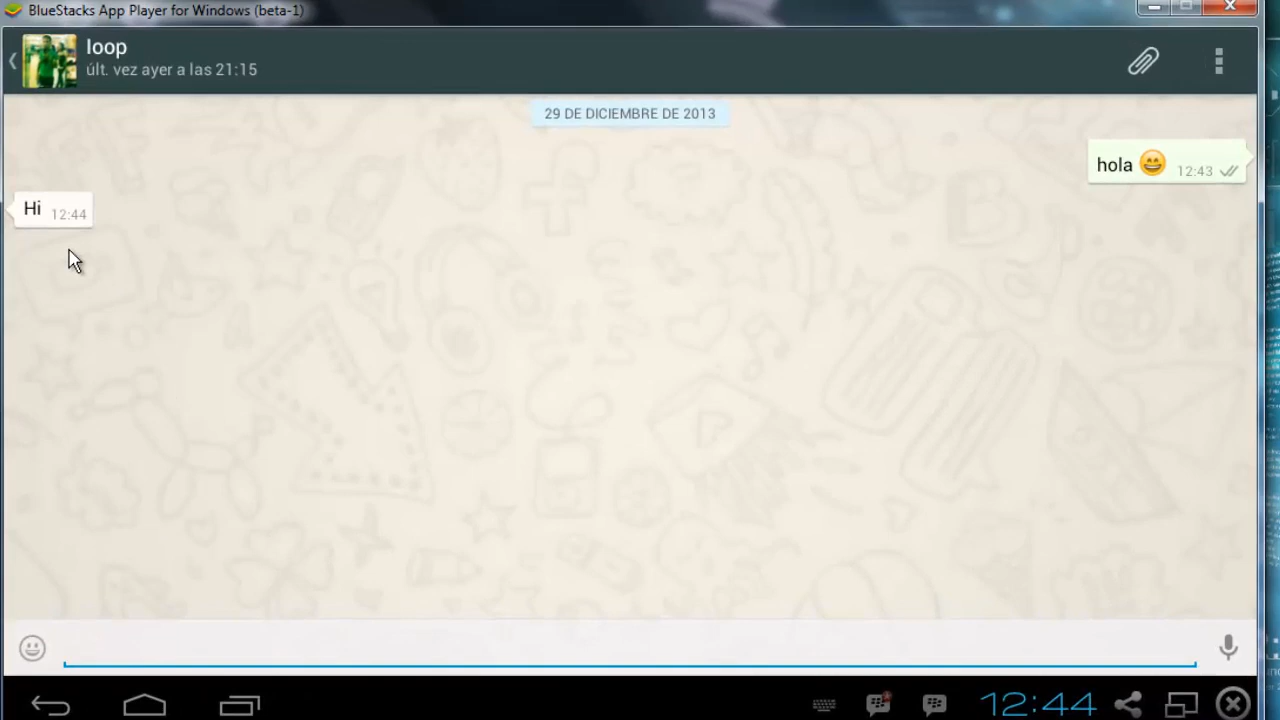 BlueStacks App Player for Windows (beta-1)
loop
últ. vez ayer a las 21:15
29 DE DICIEMBRE DE 2013
hola 😄 12:43
Hi 12:44
12:44